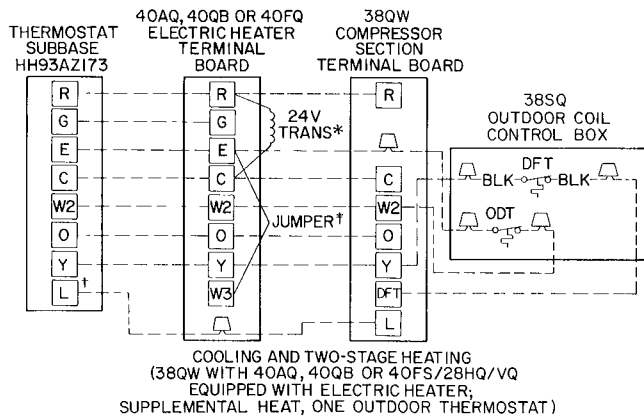 THERMOSTAT
SUBBASE
HH93AZ173
40AQ, 40QB OR 40FQ
ELECTRIC HEATER
TERMINAL
BOARD
38QW
COMPRESSOR
SECTION
TERMINAL BOARD
38SQ
OUTDOOR COIL
CONTROL BOX
R
G
E
C
W2
O
Y
L †
R
G
E
C
W2
O
Y
W3
24V
TRANS*
JUMPER†
R
C
W2
O
Y
DFT
L
DFT
BLK
BLK
ODT
COOLING AND TWO-STAGE HEATING
(38QW WITH 40AQ, 40QB OR 40FS/28HQ/VQ
EQUIPPED WITH ELECTRIC HEATER;
SUPPLEMENTAL HEAT, ONE OUTDOOR THERMOSTAT)